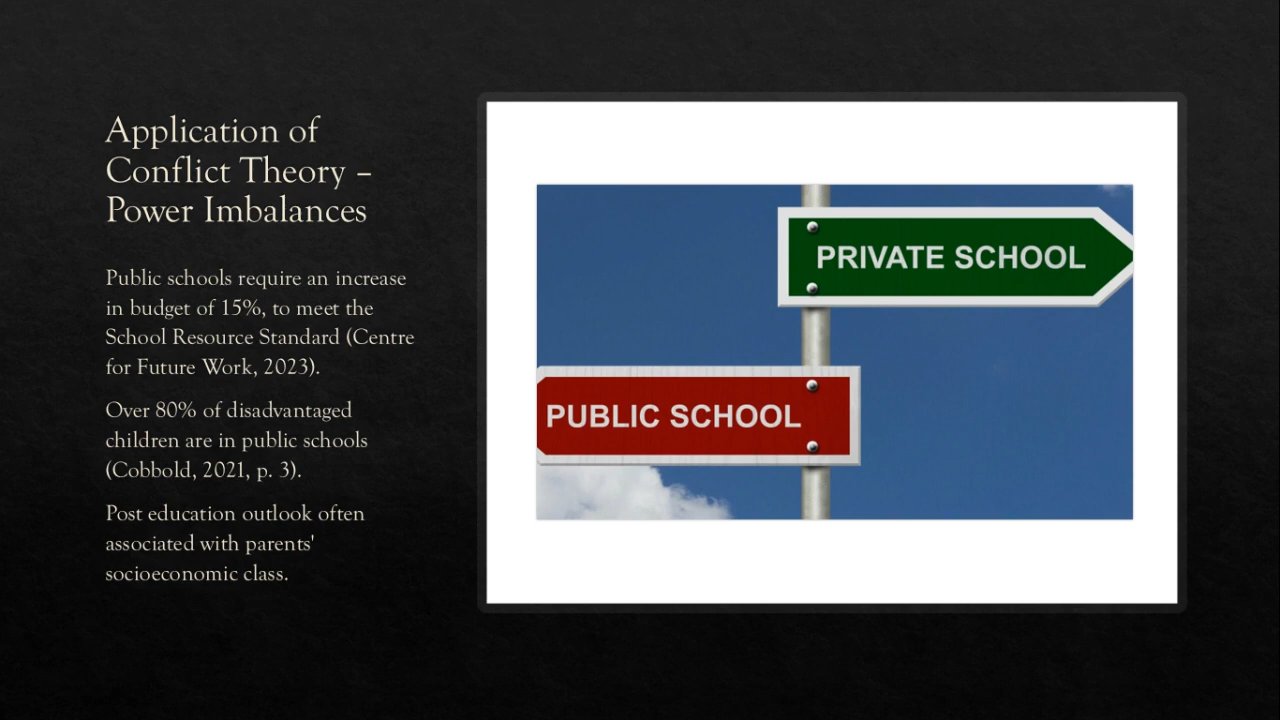 Application of
Conflict Theory –
Power Imbalances
Public schools require an increase
in budget of 15%, to meet the
School Resource Standard (Centre
for Future Work, 2023).
Over 80% of disadvantaged
children are in public schools
(Cobbold, 2021, p. 3).
Post education outlook often
associated with parents'
socioeconomic class.
PRIVATE SCHOOL
PUBLIC SCHOOL